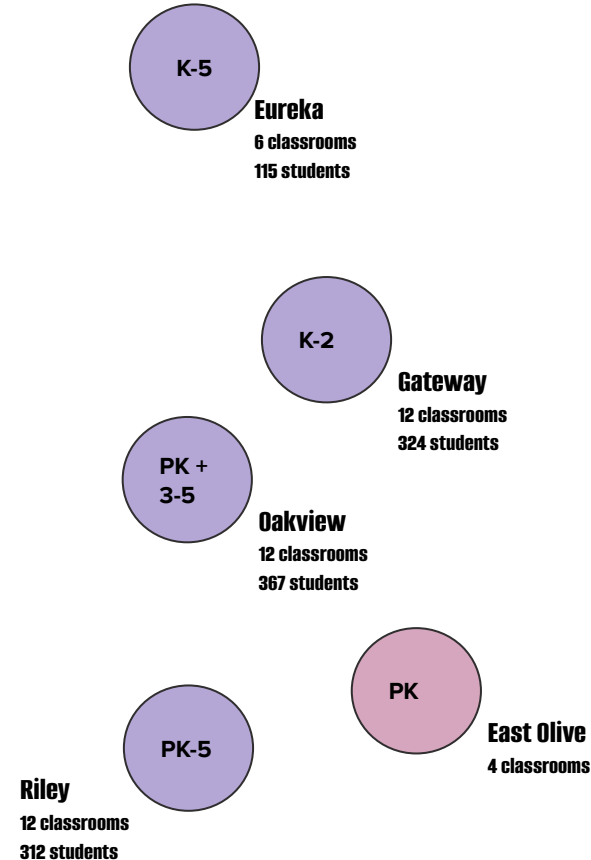 K-5
Eureka
6 classrooms
115 students
K-2
Gateway
12 classrooms
324 students
PK +
3-5
Oakview
12 classrooms
367 students
PK
East Olive
4 classrooms
PK-5
Riley
12 classrooms
312 students